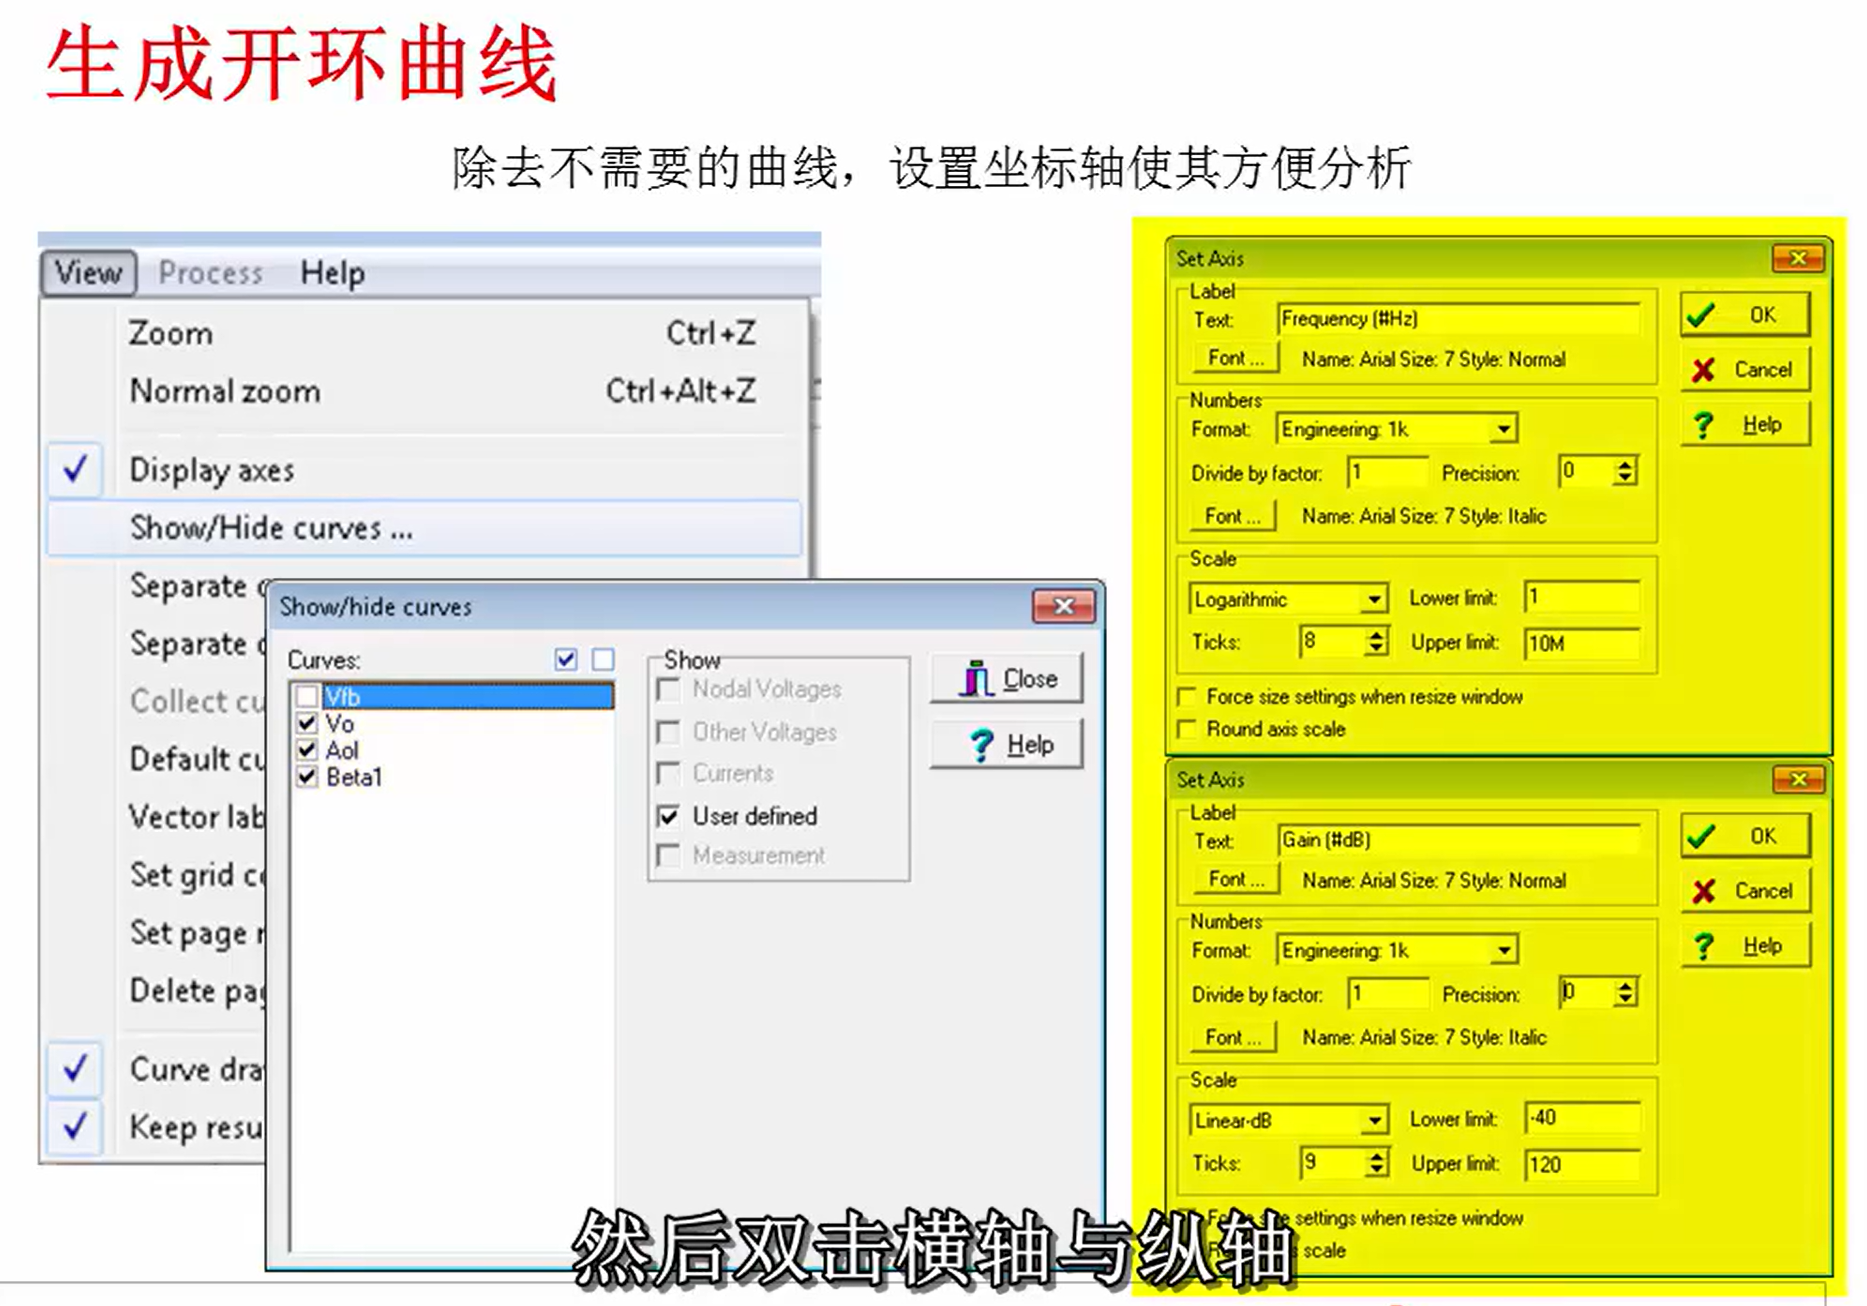 生成开环曲线
除去不需要的曲线，设置坐标轴使其方便分析
View Process Help
Zoom Ctrl+Z
Normal zoom Ctrl+Alt+Z
Display axes
Show/Hide curves ...
Separate
Separate
Collect
Default
Vector
Set grid
Set page
Delete
Curve
Keep
Show/hide curves
Curves:
Vfb
Vo
Aol
Beta1
Show
Nodal Voltages
Other Voltages
Currents
User defined
Measurement
Close
Help
Set Axis
Label
Text: Frequency (#Hz)
Font ... Name: Arial Size: 7 Style: Normal
Numbers
Format: Engineering: 1k
Divide by factor: 1 Precision: 0
Font ... Name: Arial Size: 7 Style: Italic
Scale
Logarithmic Lower limit: 1
Ticks: 8 Upper limit: 10M
Force size settings when resize window
Round axis scale
OK
Cancel
Help
Set Axis
Label
Text: Gain (#dB)
Font ... Name: Arial Size: 7 Style: Normal
Numbers
Format: Engineering: 1k
Divide by factor: 1 Precision: 0
Font ... Name: Arial Size: 7 Style: Italic
Scale
Linear-dB Lower limit: -40
Ticks: 9 Upper limit: 120
settings when resize window
scale
OK
Cancel
Help
然后双击横轴与纵轴